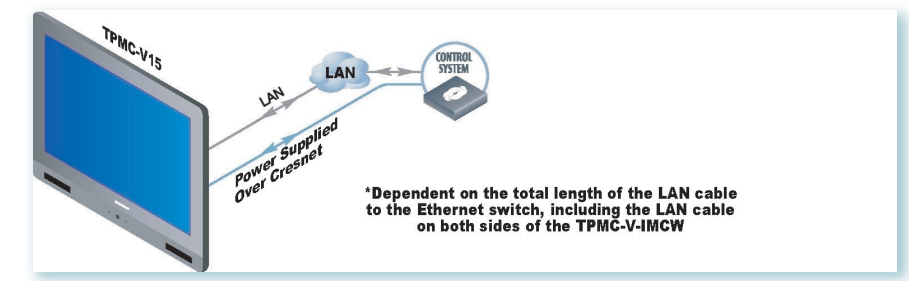 TPMC-V15
LAN
LAN
CONTROL
SYSTEM
Power Supplied
Over Cresnet
*Dependent on the total length of the LAN cable
to the Ethernet switch, including the LAN cable
on both sides of the TPMC-V-IMCW